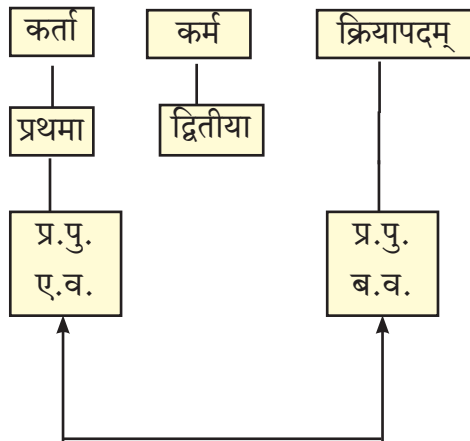 कर्ता
कर्म
क्रियापदम्
प्रथमा
द्वितीया
प्र.पु.
ए.व.
प्र.पु.
ब.व.